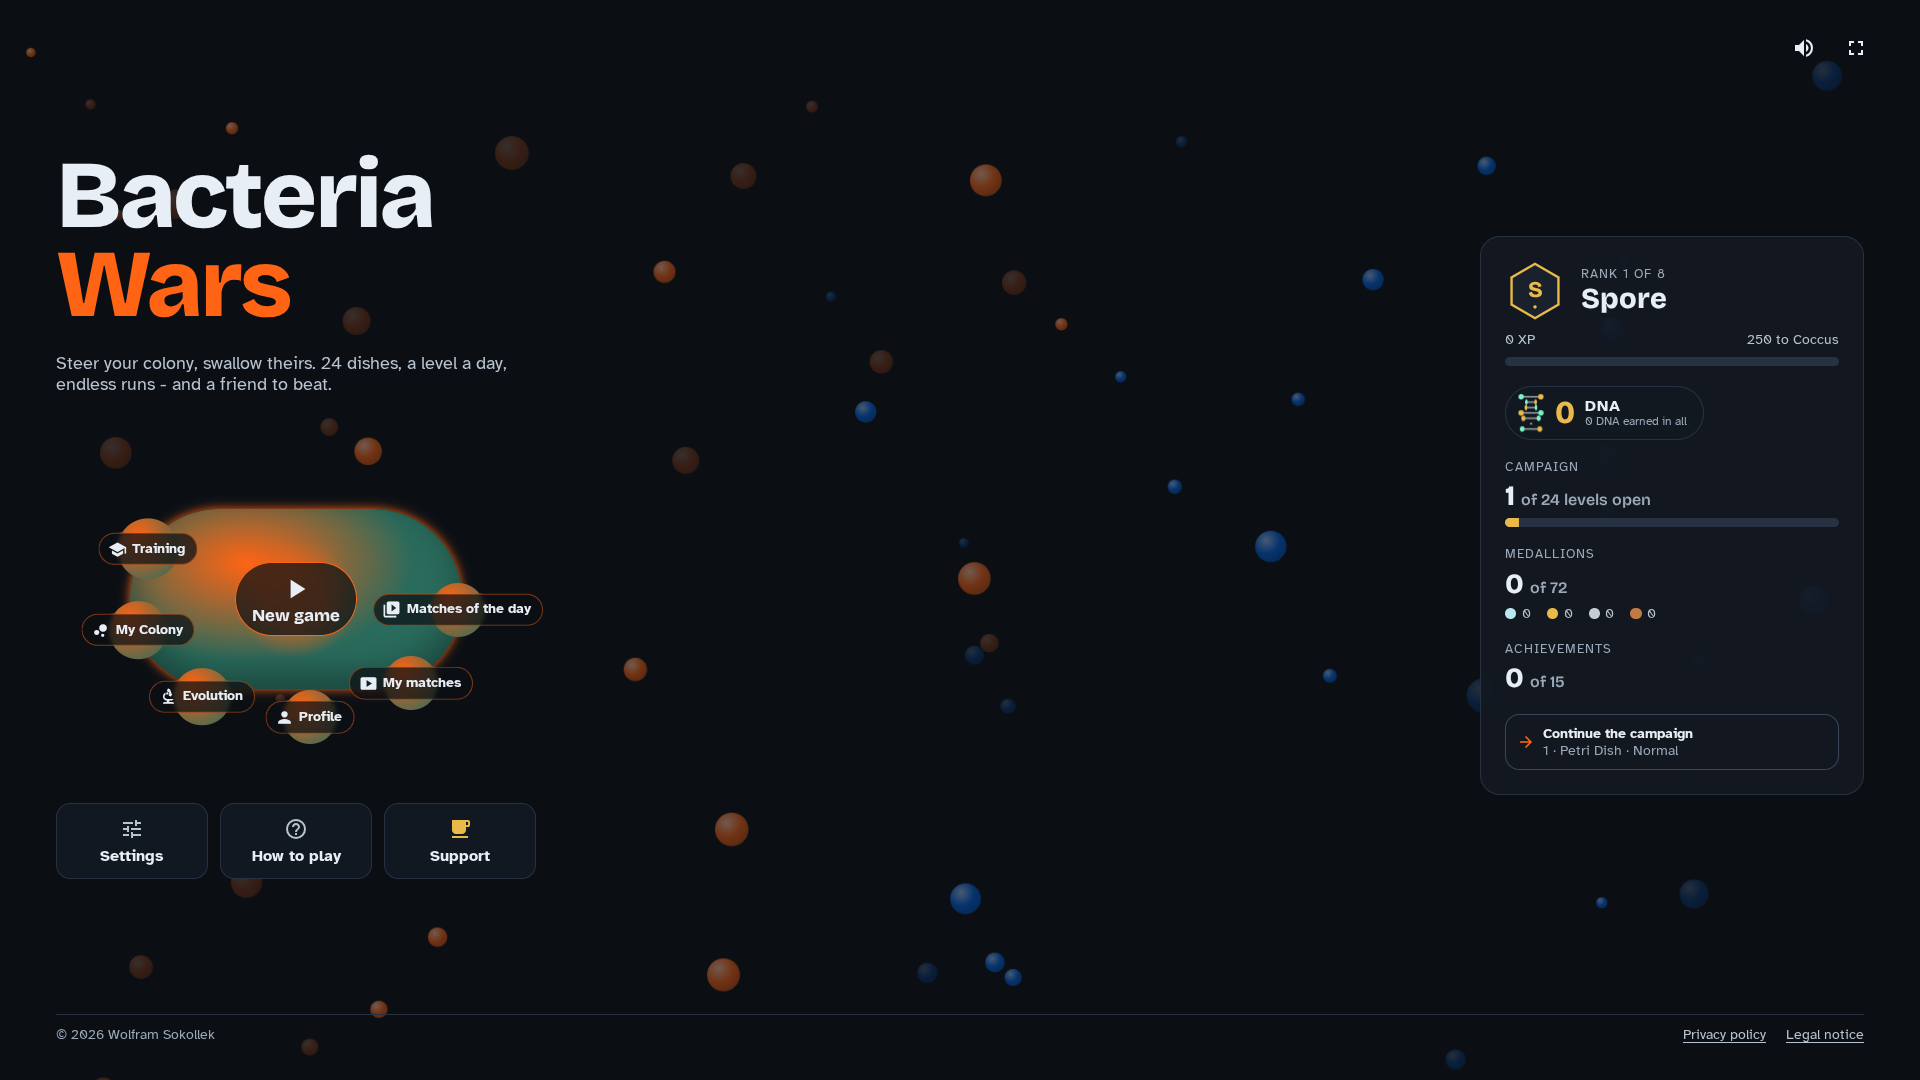 Bacteria
Wars
Steer your colony, swallow theirs. 24 dishes, a level a day,
endless runs - and a friend to beat.
Training
New game
Matches of the day
My Colony
My matches
Evolution
Profile
Settings
How to play
Support
S
RANK 1 OF 8
Spore
0 XP
250 to Coccus
0
DNA
0 DNA earned in all
CAMPAIGN
1 of 24 levels open
MEDALLIONS
0 of 72
0 0 0 0
ACHIEVEMENTS
0 of 15
Continue the campaign
1 · Petri Dish · Normal
© 2026 Wolfram Sokollek
Privacy policy
Legal notice